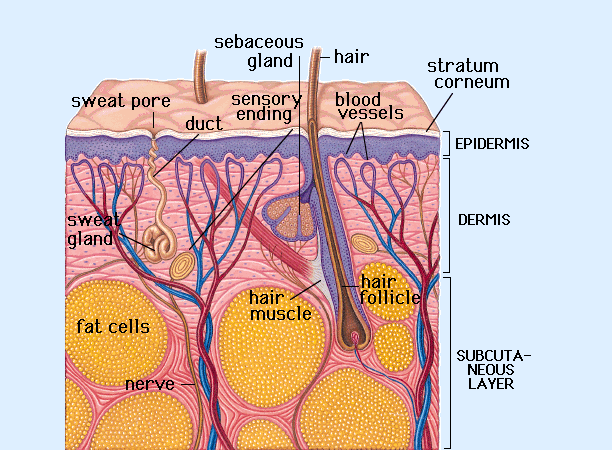 sebaceous
gland
hair
stratum
corneum
sweat pore
sensory
ending
blood
vessels
duct
EPIDERMIS
DERMIS
sweat
gland
hair
muscle
hair
follicle
fat cells
nerve
SUBCUTA-
NEOUS
LAYER